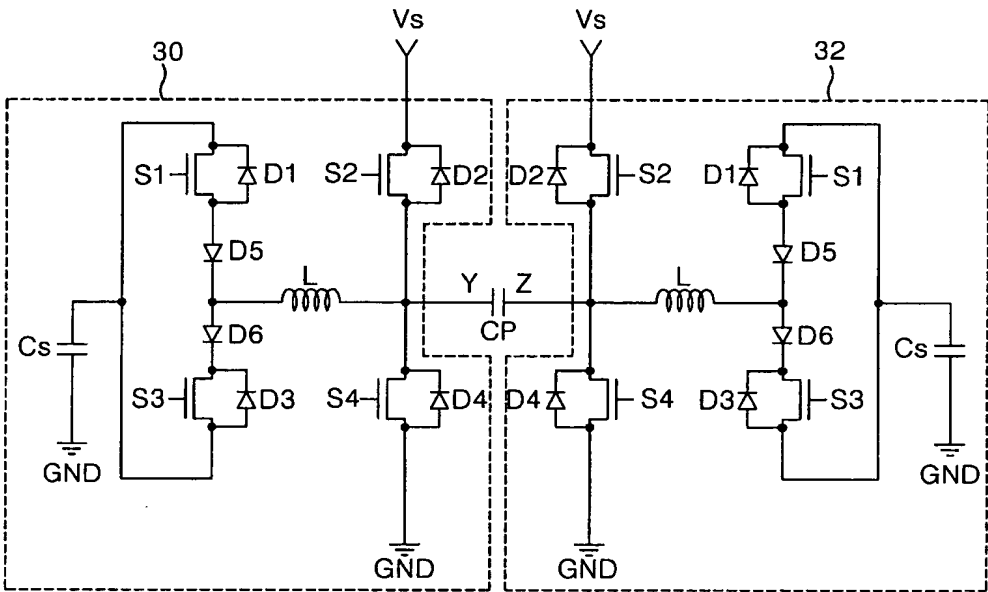 Vs Vs
30 32
S1 D1 S2 D2 D2 S2 D1 S1
D5 D5
L Y Z L
CP
D6 D6
Cs Cs
S3 D3 S4 D4 D4 S4 D3 S3
GND GND
GND GND